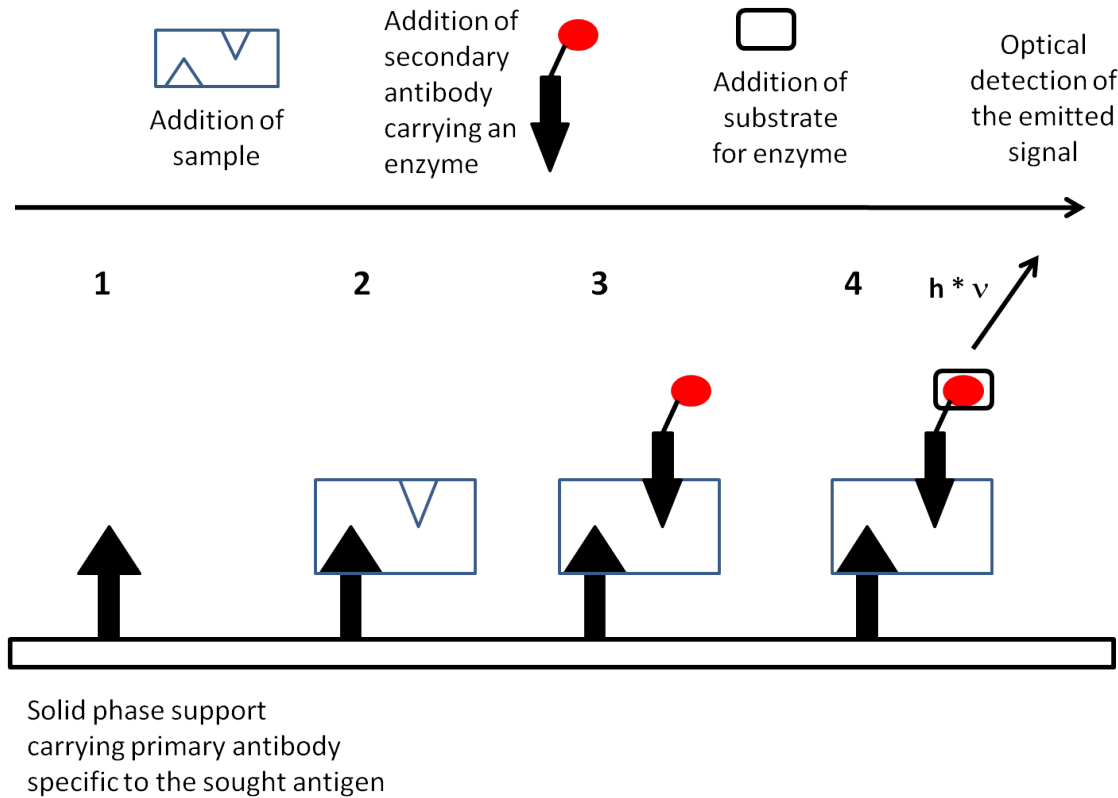 Addition of
sample
Addition of
secondary
antibody
carrying an
enzyme
Addition of
substrate
for enzyme
Optical
detection of
the emitted
signal
1
2
3
4
h * ν
Solid phase support
carrying primary antibody
specific to the sought antigen